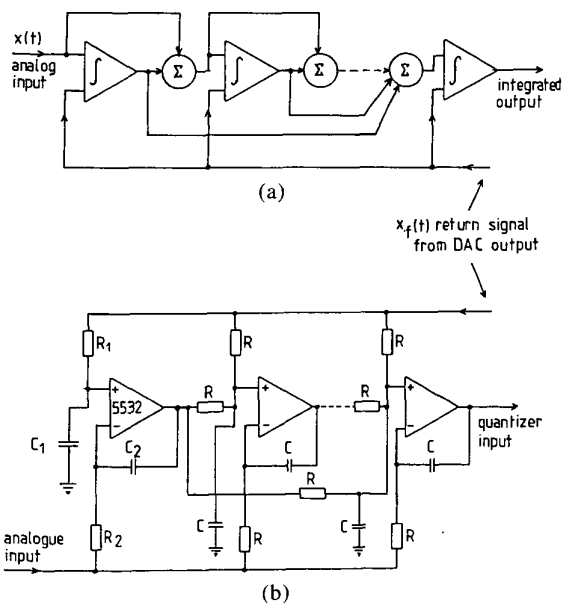 x(t)
analog
input
∫
Σ
∫
Σ
Σ
∫
integrated
output
(a)
x_f(t) return signal
from DAC output
R₁
R
R
+
5532
−
R
+
−
R
+
−
quantizer
input
C₁
C₂
C
C
R
C
C
R₂
R
R
analogue
input
(b)